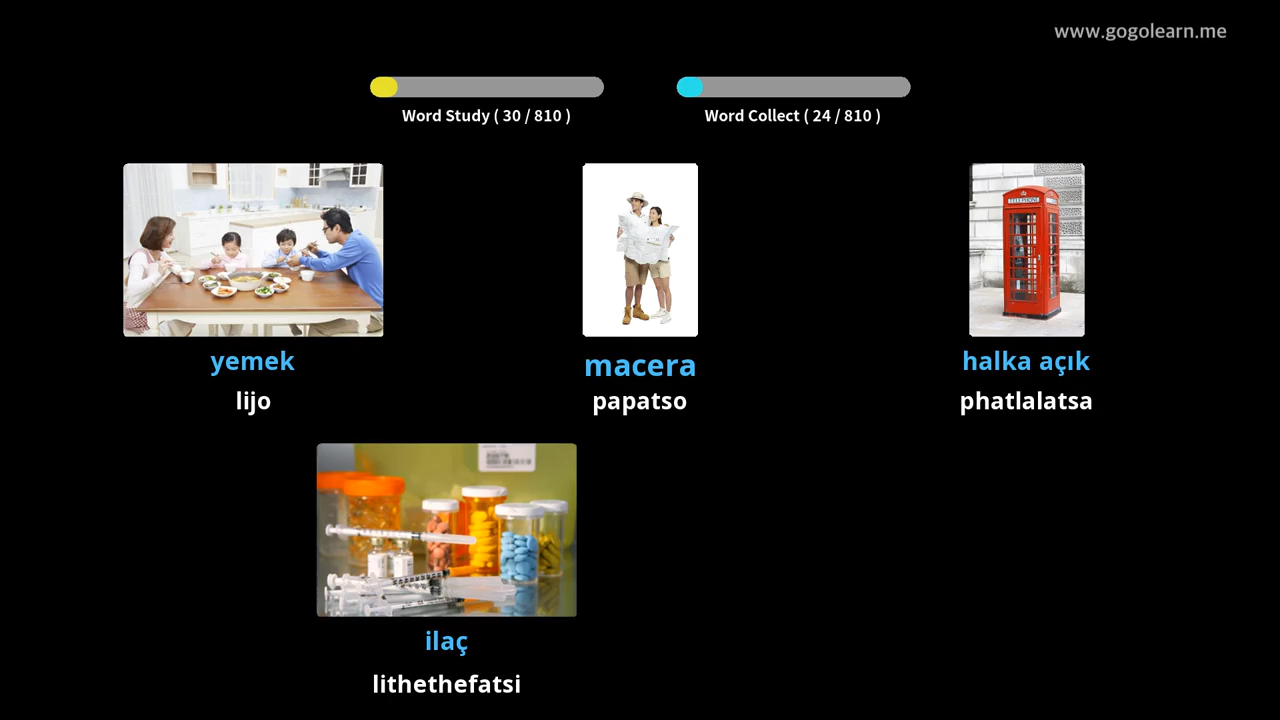 www.gogolearn.me
Word Study ( 30 / 810 )
Word Collect ( 24 / 810 )
TELEPHONE
yemek
macera
halka açık
lijo
papatso
phatlalatsa
ilaç
lithethefatsi